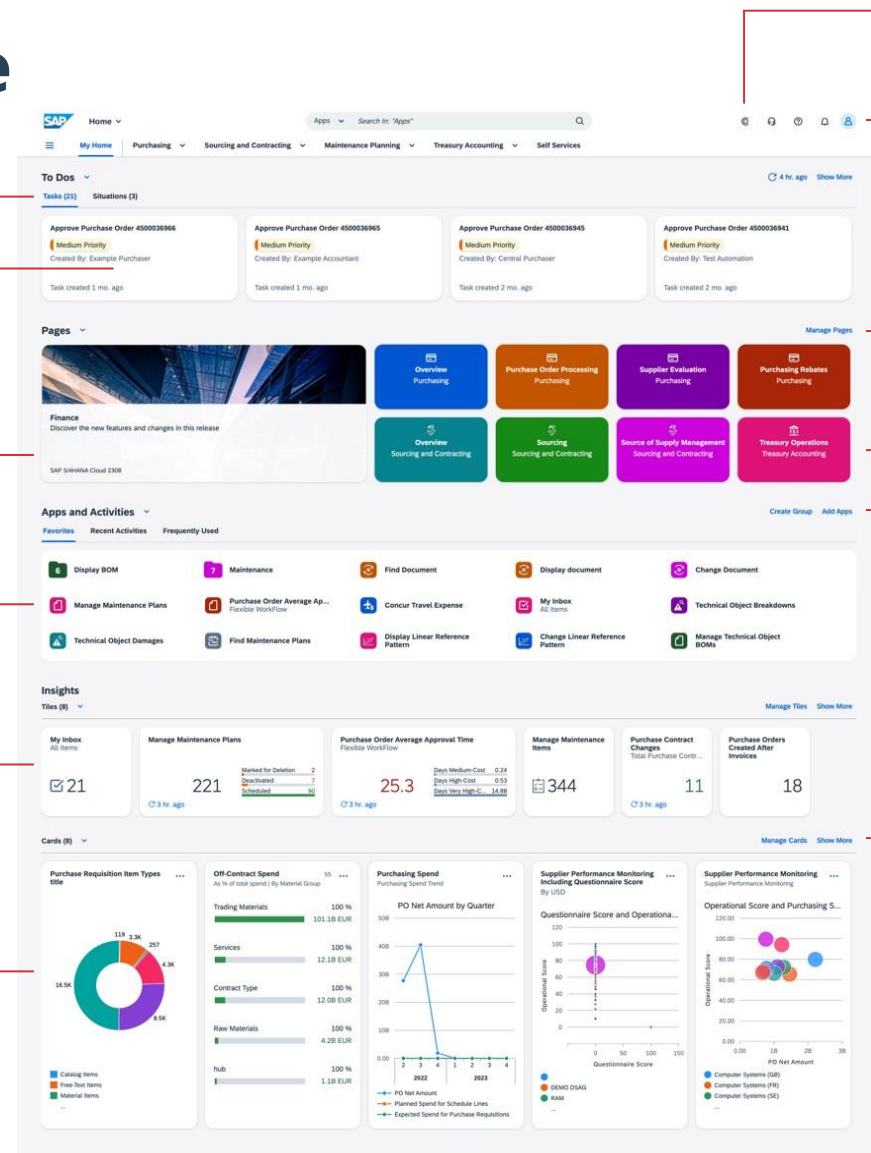 e
SAP
Home
Apps
Search In: "Apps"
My Home
Purchasing
Sourcing and Contracting
Maintenance Planning
Treasury Accounting
Self Services
To Dos
4 hr. ago
Show More
Tasks (21)
Situations (3)
Approve Purchase Order 4500036966
Medium Priority
Created By: Example Purchaser
Task created 1 mo. ago
Approve Purchase Order 4500036965
Medium Priority
Created By: Example Accountant
Task created 1 mo. ago
Approve Purchase Order 4500036945
Medium Priority
Created By: Central Purchaser
Task created 2 mo. ago
Approve Purchase Order 4500036941
Medium Priority
Created By: Test Automation
Task created 2 mo. ago
Pages
Manage Pages
Finance
Discover the new features and changes in this release
SAP S/4HANA Cloud 2308
Overview
Purchasing
Purchase Order Processing
Purchasing
Supplier Evaluation
Purchasing
Purchasing Rebates
Purchasing
Overview
Sourcing and Contracting
Sourcing
Sourcing and Contracting
Source of Supply Management
Sourcing and Contracting
Treasury Operations
Treasury Accounting
Apps and Activities
Create Group
Add Apps
Favorites
Recent Activities
Frequently Used
6
Display BOM
7
Maintenance
Find Document
Display document
Change Document
Manage Maintenance Plans
Purchase Order Average Ap...
Flexible WorkFlow
Concur Travel Expense
My Inbox
All Items
Technical Object Breakdowns
Technical Object Damages
Find Maintenance Plans
Display Linear Reference
Pattern
Change Linear Reference
Pattern
Manage Technical Object
BOMs
Insights
Tiles (8)
Manage Tiles
Show More
My Inbox
All Items
21
Manage Maintenance Plans
221
Marked for Deletion 2
Deactivated 7
Scheduled 90
3 hr. ago
Purchase Order Average Approval Time
Flexible WorkFlow
25.3
Days Medium-Cost 0.24
Days High-Cost 0.53
Days Very High-C... 14.88
3 hr. ago
Manage Maintenance
Items
344
Purchase Contract
Changes
Total Purchase Contr...
11
3 hr. ago
Purchase Orders
Created After
Invoices
18
Cards (8)
Manage Cards
Show More
Purchase Requisition Item Types
title
...
119
3.3K
257
4.3K
8.5K
16.5K
Catalog Items
Free-Text Items
Material Items
...
Off-Contract Spend
...
As % of total spend | By Material Group
Trading Materials 100 %
101.1B EUR
Services 100 %
12.1B EUR
Contract Type 100 %
12.0B EUR
Raw Materials 100 %
4.2B EUR
hub 100 %
1.1B EUR
Purchasing Spend
...
Purchasing Spend Trend
PO Net Amount by Quarter
50B
40B
30B
20B
10B
0.00
2 3 4 1 2 3 4
2022 2023
PO Net Amount
Planned Spend for Schedule Lines
Expected Spend for Purchase Requisitions
Supplier Performance Monitoring
Including Questionnaire Score
...
By USD
Questionnaire Score and Operationa...
Operational Score
120
100
80
60
40
20
0
0 50 100 150
Questionnaire Score
DEMO DSAG
RAM
...
Supplier Performance Monitoring
...
Supplier Performance Monitoring
Operational Score and Purchasing S...
Operational Score
120.00
100.00
80.00
60.00
40.00
20.00
0.00
0.00 1B 2B 3B
PO Net Amount
Computer Systems (GB)
Computer Systems (FR)
Computer Systems (SE)
...